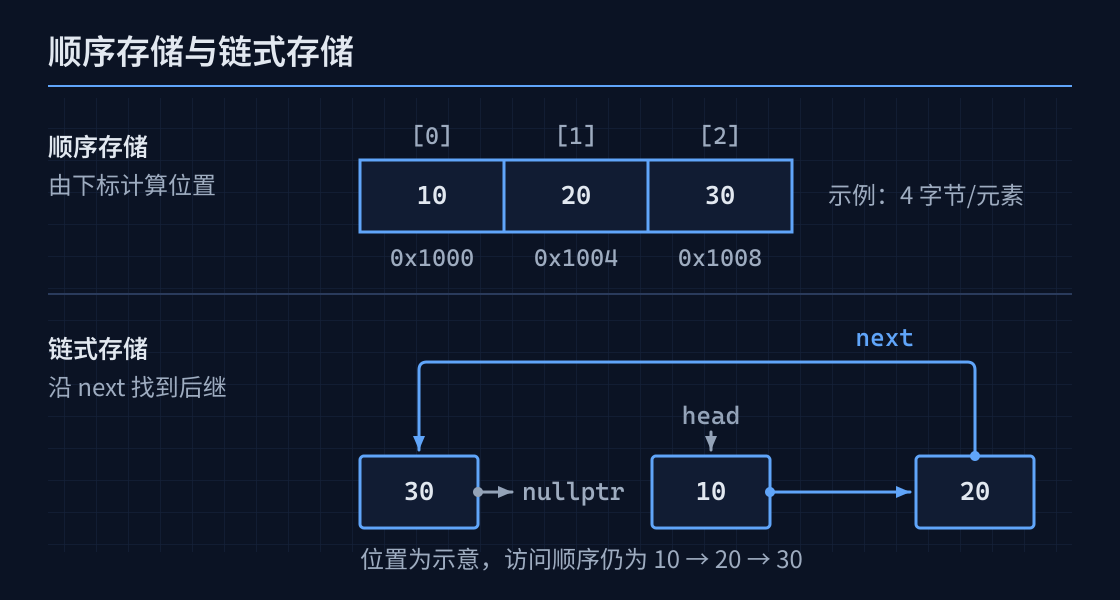 顺序存储与链式存储
顺序存储
由下标计算位置
[0] [1] [2]
10 20 30
示例：4 字节/元素
0x1000 0x1004 0x1008
链式存储
沿 next 找到后继
next
head
30 nullptr 10 20
位置为示意，访问顺序仍为 10 → 20 → 30